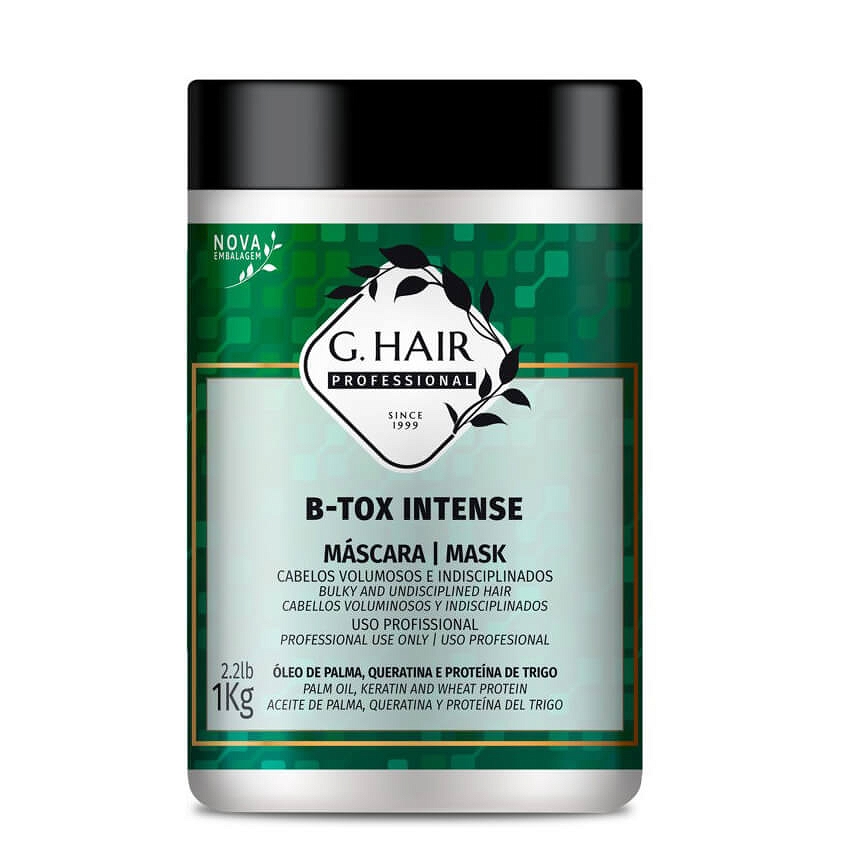 NOVA
EMBALAGEM
G. HAIR
PROFESSIONAL
SINCE
1999
B-TOX INTENSE
MÁSCARA | MASK
CABELOS VOLUMOSOS E INDISCIPLINADOS
BULKY AND UNDISCIPLINED HAIR
CABELLOS VOLUMINOSOS Y INDISCIPLINADOS
USO PROFISSIONAL
PROFESSIONAL USE ONLY | USO PROFESIONAL
2.2lb
1Kg
ÓLEO DE PALMA, QUERATINA E PROTEÍNA DE TRIGO
PALM OIL, KERATIN AND WHEAT PROTEIN
ACEITE DE PALMA, QUERATINA Y PROTEÍNA DEL TRIGO